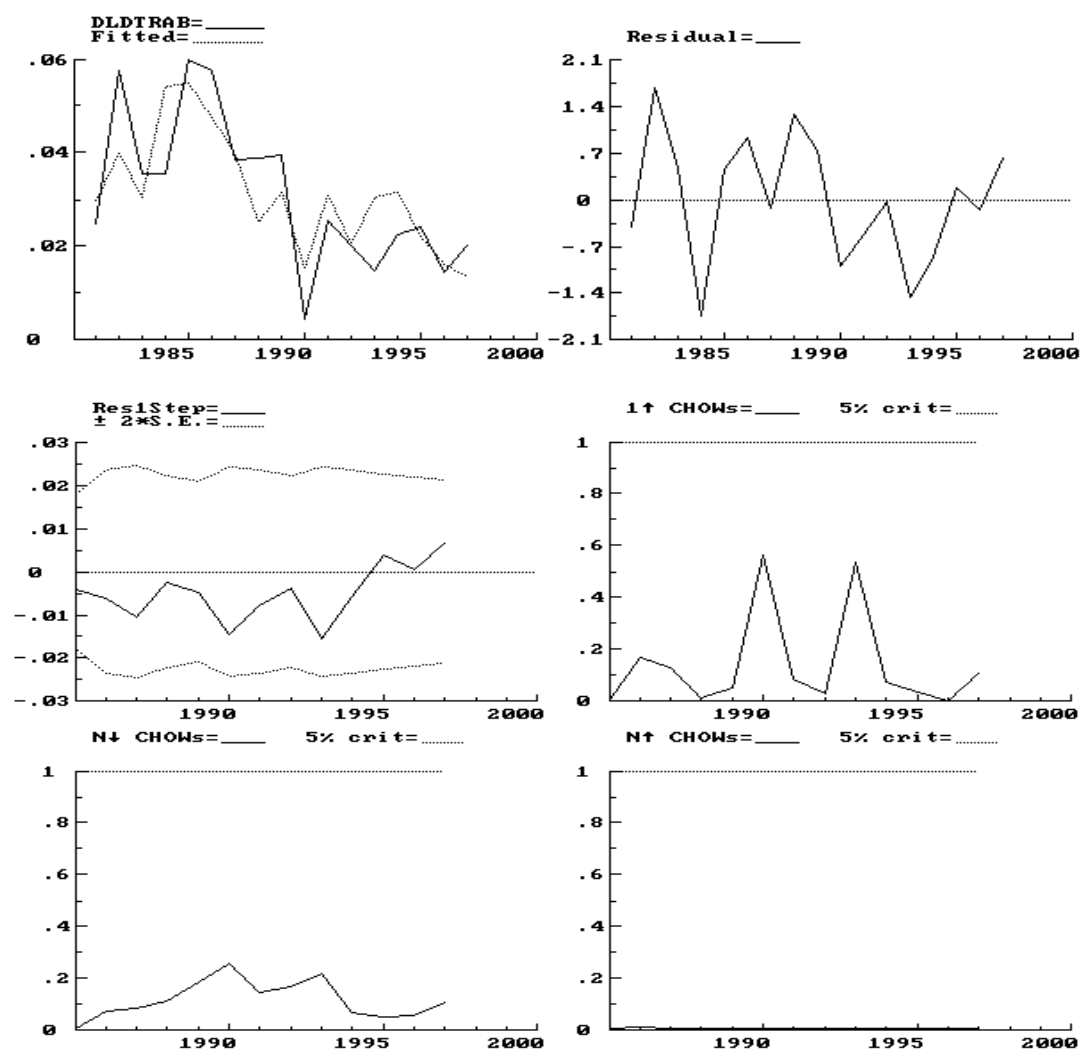 DLDTRAB=
Fitted=
.06
.04
.02
0
1985 1990 1995 2000
Residual=
2.1
1.4
.7
0
-.7
-1.4
-2.1
1985 1990 1995 2000
Res1Step=
± 2*S.E.=
.03
.02
.01
0
-.01
-.02
-.03
1990 1995 2000
1↑ CHOWs= 5% crit=
1
.8
.6
.4
.2
0
1990 1995 2000
N↓ CHOWs= 5% crit=
1
.8
.6
.4
.2
0
1990 1995 2000
N↑ CHOWs= 5% crit=
1
.8
.6
.4
.2
0
1990 1995 2000